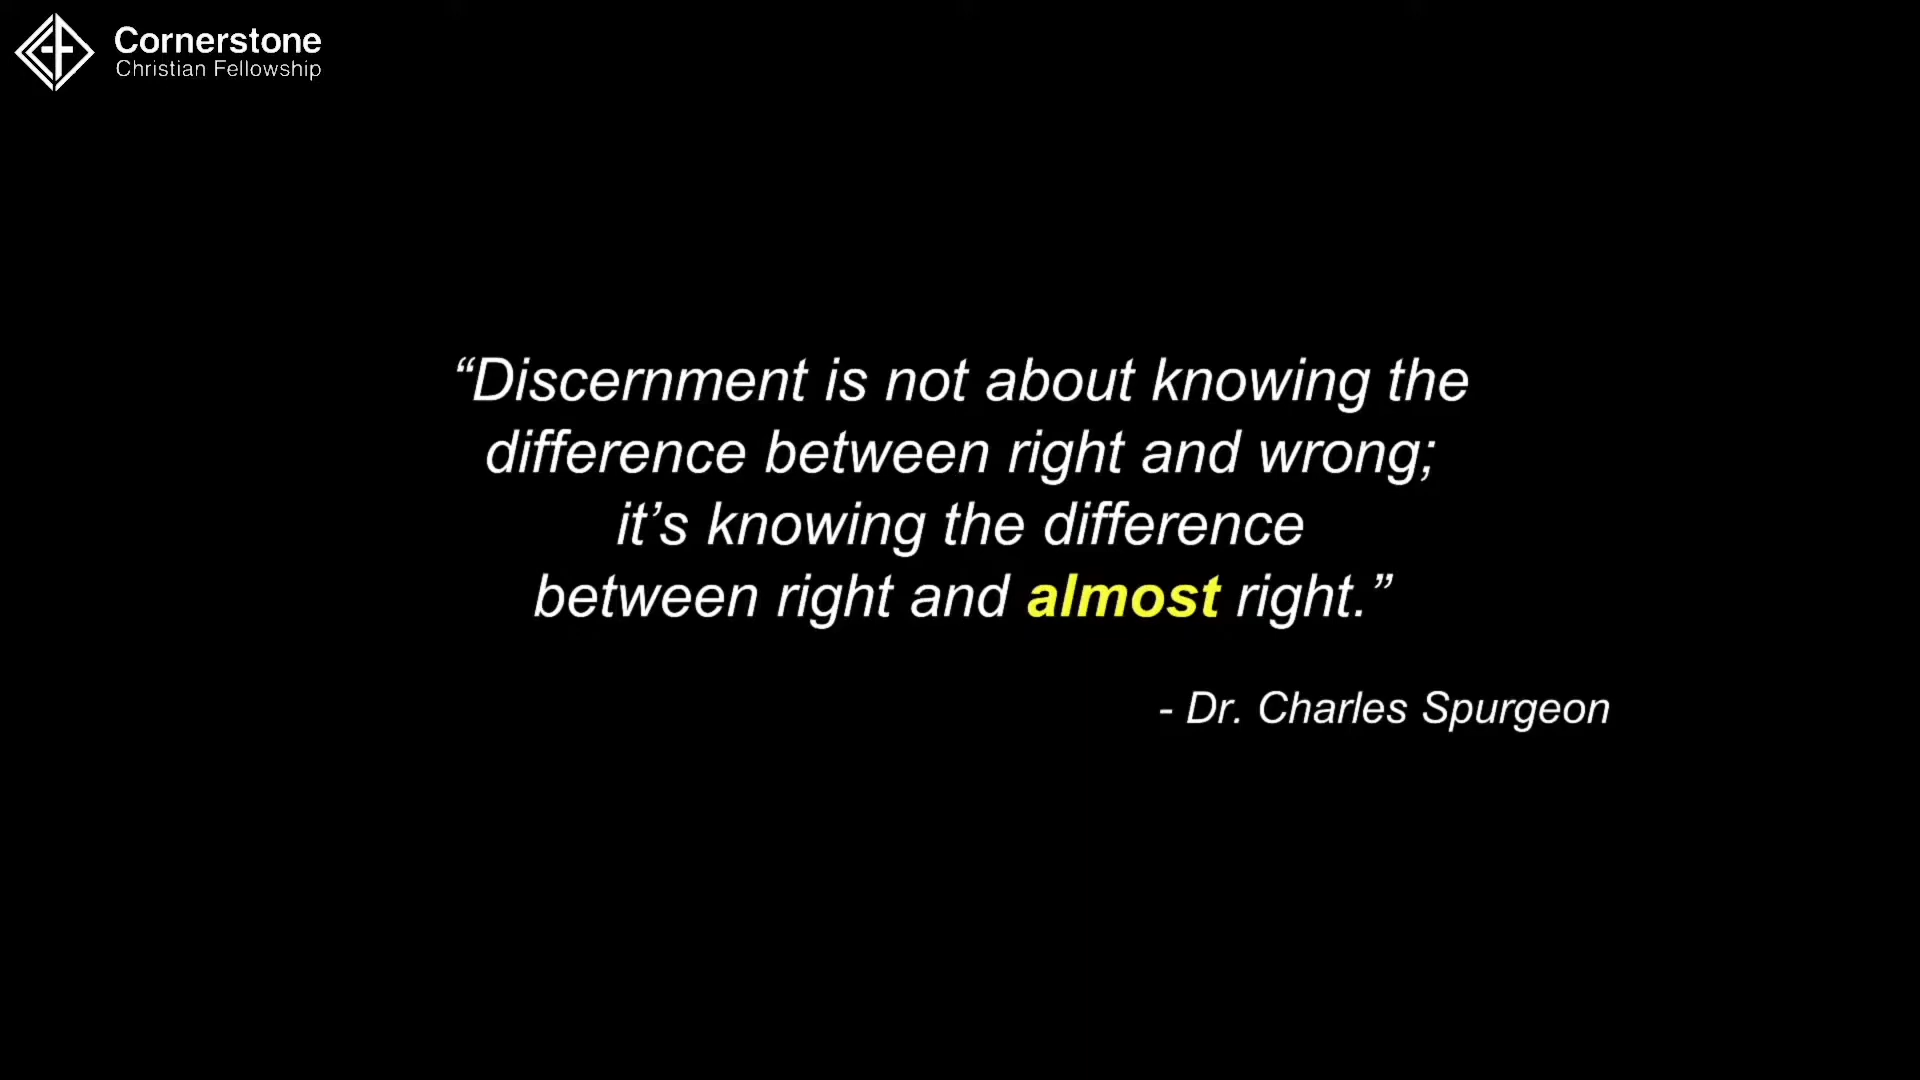 Cornerstone
Christian Fellowship
“Discernment is not about knowing the
difference between right and wrong;
it’s knowing the difference
between right and almost right.”
- Dr. Charles Spurgeon